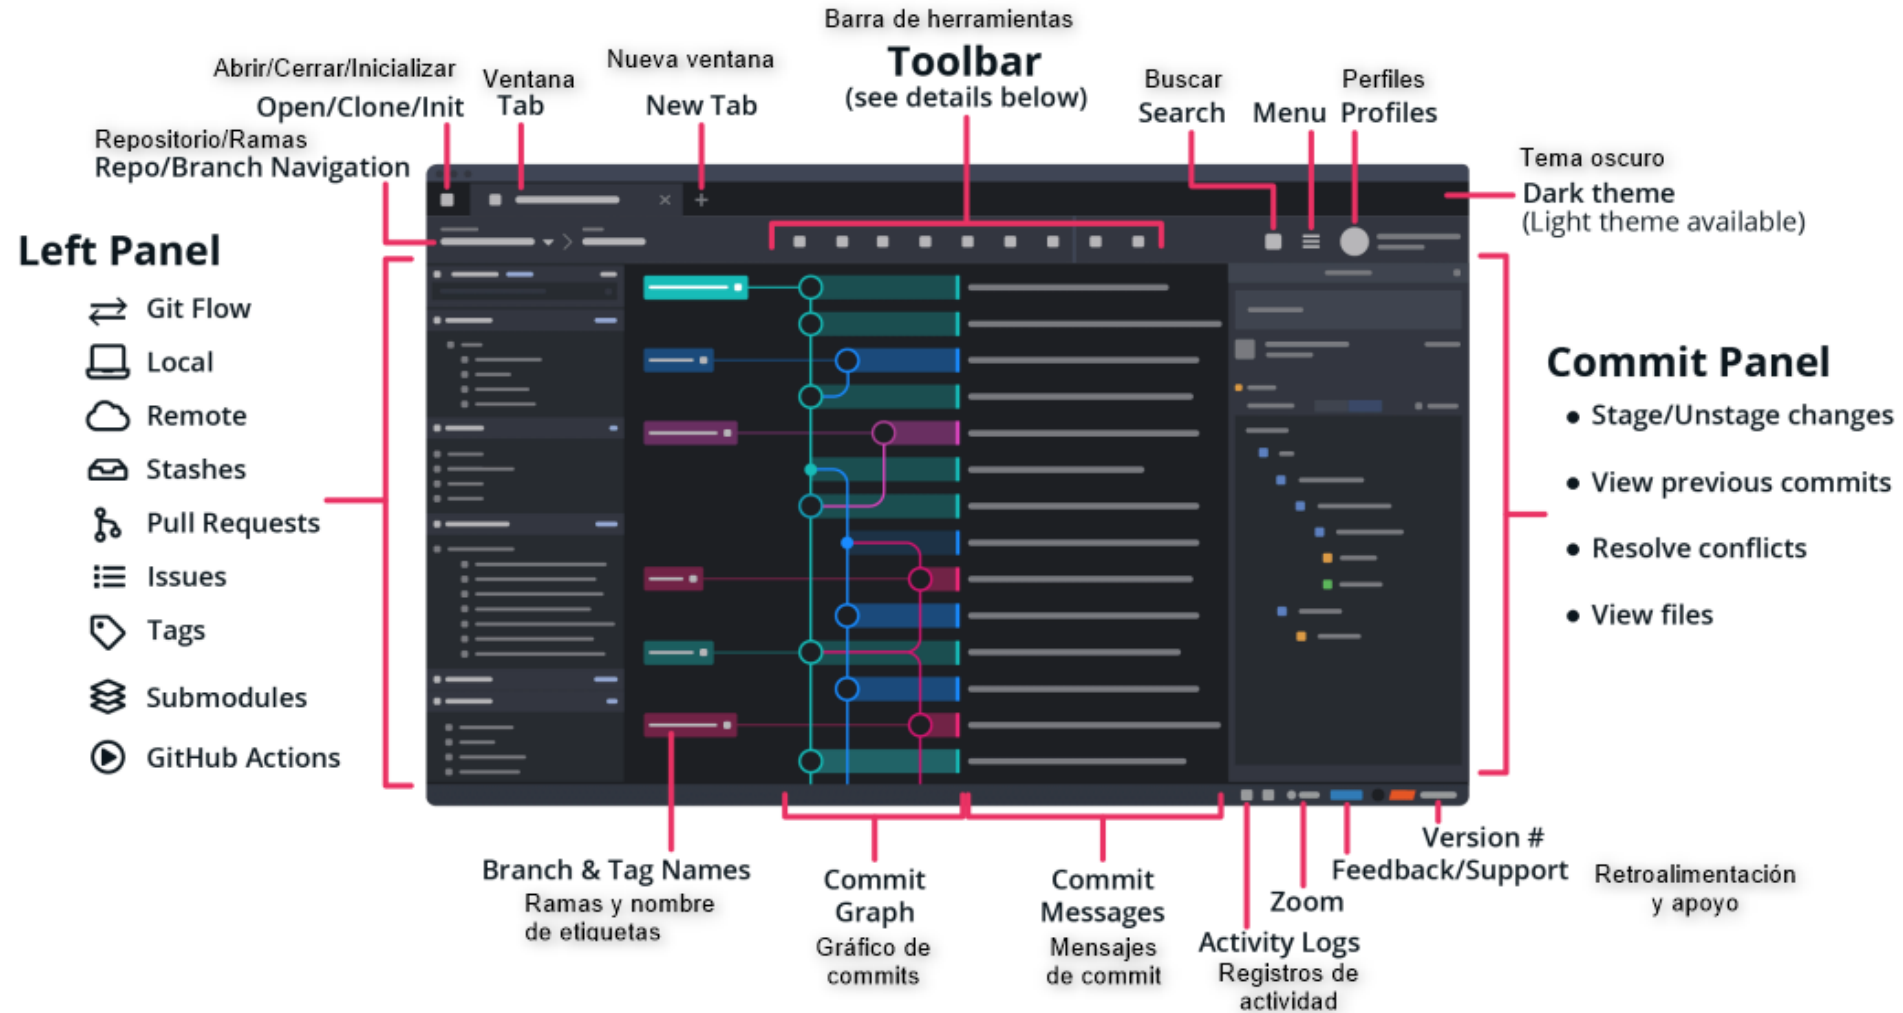 Barra de herramientas
Toolbar
(see details below)
Abrir/Cerrar/Inicializar
Open/Clone/Init
Ventana
Tab
Nueva ventana
New Tab
Buscar
Search
Menu
Perfiles
Profiles
Repositorio/Ramas
Repo/Branch Navigation
Tema oscuro
Dark theme
(Light theme available)
Left Panel
Git Flow
Local
Remote
Stashes
Pull Requests
Issues
Tags
Submodules
GitHub Actions
Commit Panel
• Stage/Unstage changes
• View previous commits
• Resolve conflicts
• View files
Branch & Tag Names
Ramas y nombre
de etiquetas
Commit
Graph
Gráfico de
commits
Commit
Messages
Mensajes
de commit
Version #
Feedback/Support
Retroalimentación
y apoyo
Zoom
Activity Logs
Registros de
actividad